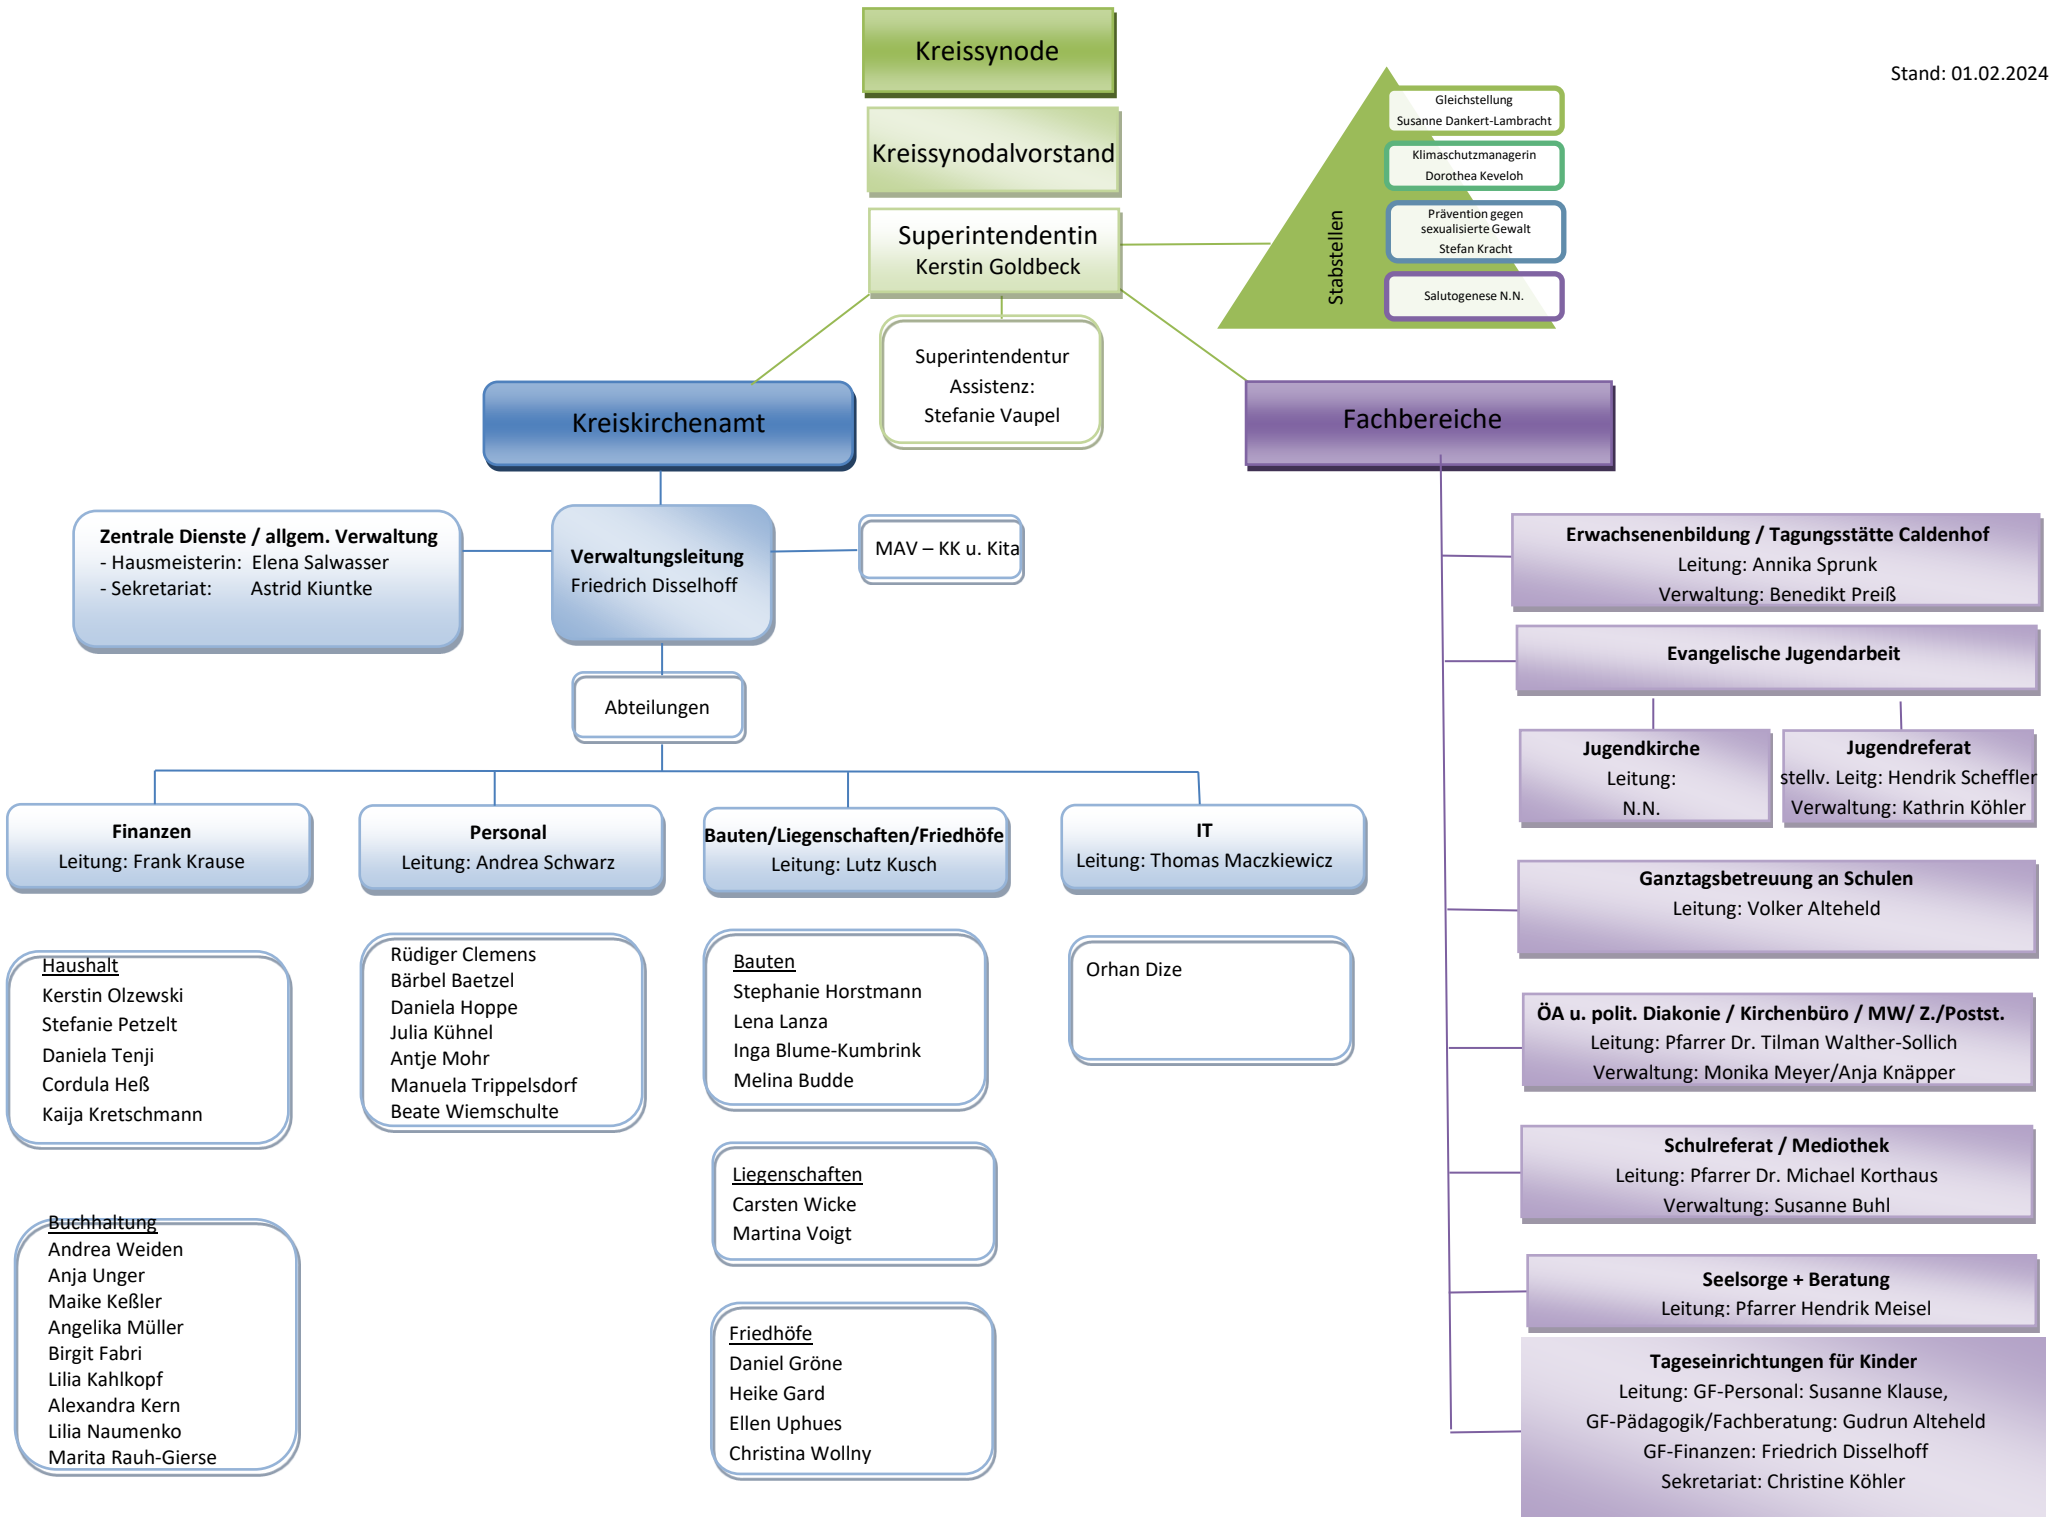 Kreissynode
Stand: 01.02.2024
Kreissynodalvorstand
Superintendentin
Kerstin Goldbeck
Stabstellen
Gleichstellung
Susanne Dankert-Lambracht
Klimaschutzmanagerin
Dorothea Keveloh
Prävention gegen
sexualisierte Gewalt
Stefan Kracht
Salutogenese N.N.
Superintendentur
Assistenz:
Stefanie Vaupel
Kreiskirchenamt
Fachbereiche
Zentrale Dienste / allgem. Verwaltung
- Hausmeisterin: Elena Salwasser
- Sekretariat: Astrid Kiuntke
Verwaltungsleitung
Friedrich Disselhoff
MAV – KK u. Kita
Abteilungen
Finanzen
Leitung: Frank Krause
Personal
Leitung: Andrea Schwarz
Bauten/Liegenschaften/Friedhöfe
Leitung: Lutz Kusch
IT
Leitung: Thomas Maczkiewicz
Haushalt
Kerstin Olzewski
Stefanie Petzelt
Daniela Tenji
Cordula Heß
Kaija Kretschmann
Buchhaltung
Andrea Weiden
Anja Unger
Maike Keßler
Angelika Müller
Birgit Fabri
Lilia Kahlkopf
Alexandra Kern
Lilia Naumenko
Marita Rauh-Gierse
Rüdiger Clemens
Bärbel Baetzel
Daniela Hoppe
Julia Kühnel
Antje Mohr
Manuela Trippelsdorf
Beate Wiemschulte
Bauten
Stephanie Horstmann
Lena Lanza
Inga Blume-Kumbrink
Melina Budde
Liegenschaften
Carsten Wicke
Martina Voigt
Friedhöfe
Daniel Gröne
Heike Gard
Ellen Uphues
Christina Wollny
Orhan Dize
Erwachsenenbildung / Tagungsstätte Caldenhof
Leitung: Annika Sprunk
Verwaltung: Benedikt Preiß
Evangelische Jugendarbeit
Jugendkirche
Leitung:
N.N.
Jugendreferat
stellv. Leitg: Hendrik Scheffler
Verwaltung: Kathrin Köhler
Ganztagsbetreuung an Schulen
Leitung: Volker Alteheld
ÖA u. polit. Diakonie / Kirchenbüro / MW/ Z./Postst.
Leitung: Pfarrer Dr. Tilman Walther-Sollich
Verwaltung: Monika Meyer/Anja Knäpper
Schulreferat / Mediothek
Leitung: Pfarrer Dr. Michael Korthaus
Verwaltung: Susanne Buhl
Seelsorge + Beratung
Leitung: Pfarrer Hendrik Meisel
Tageseinrichtungen für Kinder
Leitung: GF-Personal: Susanne Klause,
GF-Pädagogik/Fachberatung: Gudrun Alteheld
GF-Finanzen: Friedrich Disselhoff
Sekretariat: Christine Köhler